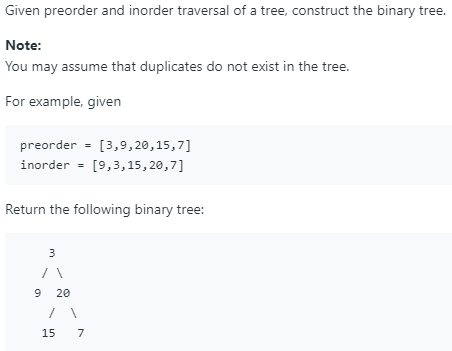 Given preorder and inorder traversal of a tree, construct the binary tree.
Note:
You may assume that duplicates do not exist in the tree.
For example, given
preorder = [3,9,20,15,7]
inorder = [9,3,15,20,7]
Return the following binary tree:
3
/ \
9 20
/ \
15 7